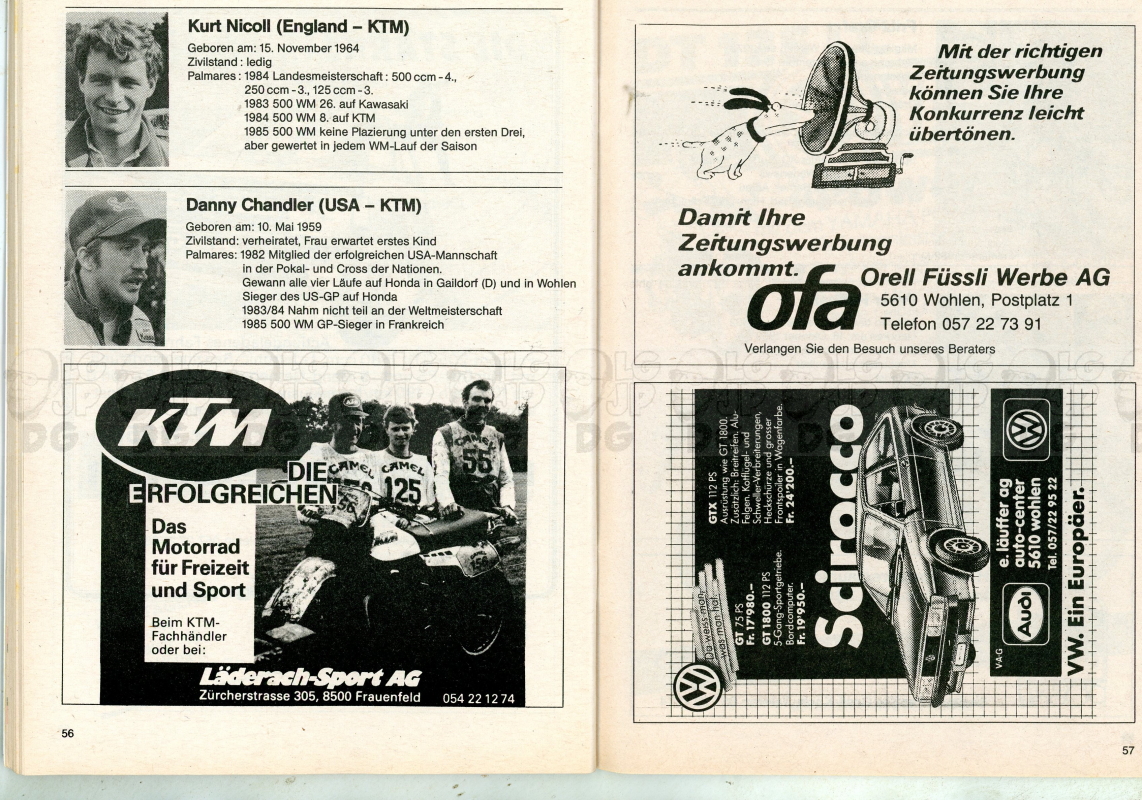 Kurt Nicoll (England – KTM)
Geboren am: 15. November 1964
Zivilstand: ledig
Palmares: 1984 Landesmeisterschaft: 500 ccm - 4.,
250 ccm - 3., 125 ccm - 3.
1983 500 WM 26. auf Kawasaki
1984 500 WM 8. auf KTM
1985 500 WM keine Plazierung unter den ersten Drei,
aber gewertet in jedem WM-Lauf der Saison
Danny Chandler (USA – KTM)
Geboren am: 10. Mai 1959
Zivilstand: verheiratet, Frau erwartet erstes Kind
Palmares: 1982 Mitglied der erfolgreichen USA-Mannschaft
in der Pokal- und Cross der Nationen.
Gewann alle vier Läufe auf Honda in Gaildorf (D) und in Wohlen
Sieger des US-GP auf Honda
1983/84 Nahm nicht teil an der Weltmeisterschaft
1985 500 WM GP-Sieger in Frankreich
KTM
DIE
ERFOLGREICHEN
CAMEL
CAMEL
125
CAMEL
55
Das
Motorrad
für Freizeit
und Sport
Beim KTM-
Fachhändler
oder bei:
Läderach-Sport AG
Zürcherstrasse 305, 8500 Frauenfeld 054 22 12 74
56
Mit der richtigen
Zeitungswerbung
können Sie Ihre
Konkurrenz leicht
übertönen.
Damit Ihre
Zeitungswerbung
ankommt.
ofa
Orell Füssli Werbe AG
5610 Wohlen, Postplatz 1
Telefon 057 22 73 91
Verlangen Sie den Besuch unseres Beraters
Da weiss man,
was man hat.
GT 75 PS
Fr. 17'980.–
GT 1800 112 PS
5-Gang-Sportgetriebe.
Bordcomputer.
Fr. 19'950.–
GTX 112 PS
Ausrüstung wie GT 1800.
Zusätzlich: Breitreifen. Alu-
Felgen. Kotflügel- und
Schweller-Verbreiterungen,
Heckschürze und grosser
Frontspoiler in Wagenfarbe.
Fr. 24'200.–
Scirocco
VAG
Audi
e. läuffer ag
auto-center
5610 wohlen
Tel. 057/22 95 22
VW. Ein Europäer.
57
LG JP DG